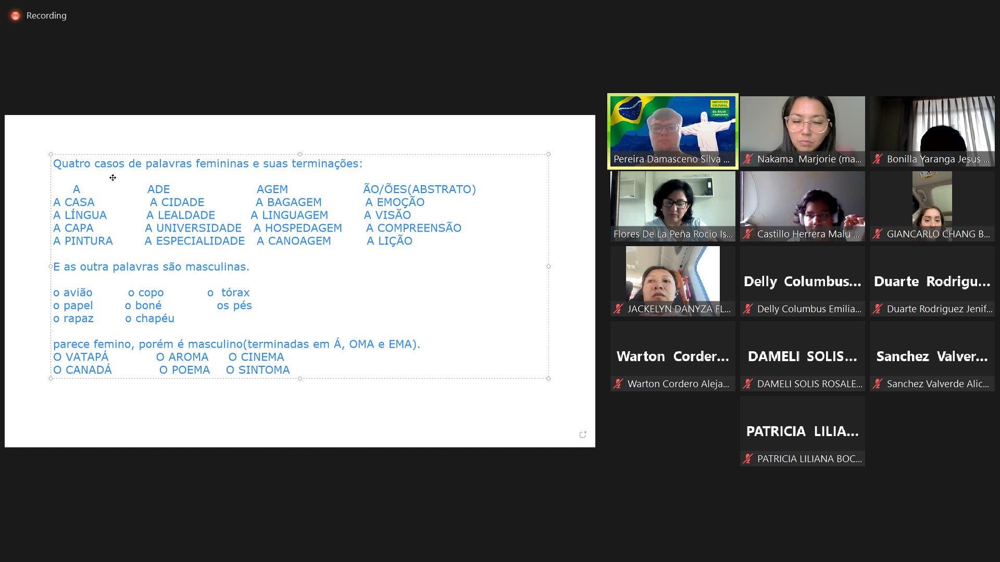 Recording
Quatro casos de palavras femininas e suas terminações:
A ADE AGEM ÃO/ÕES(ABSTRATO)
A CASA A CIDADE A BAGAGEM A EMOÇÃO
A LÍNGUA A LEALDADE A LINGUAGEM A VISÃO
A CAPA A UNIVERSIDADE A HOSPEDAGEM A COMPREENSÃO
A PINTURA A ESPECIALIDADE A CANOAGEM A LIÇÃO
E as outra palavras são masculinas.
o avião o copo o tórax
o papel o boné os pés
o rapaz o chapéu
parece femino, porém é masculino(terminadas em Á, OMA e EMA).
O VATAPÁ O AROMA O CINEMA
O CANADÁ O POEMA O SINTOMA
INSTITUTO
CULTURAL
DA SILVA
CORDEIRO
Pereira Damasceno Silva ...
Nakama Marjorie (ma...
Bonilla Yaranga Jesus ...
Flores De La Peña Rocio Is...
Castillo Herrera Malu ...
GIANCARLO CHANG B...
JACKELYN DANYZA FL...
Delly Columbus...
Delly Columbus Emilia...
Duarte Rodrigu...
Duarte Rodriguez Jenif...
Warton Corder...
Warton Cordero Aleja...
DAMELI SOLIS...
DAMELI SOLIS ROSALE...
Sanchez Valver...
Sanchez Valverde Alic...
PATRICIA LILIA...
PATRICIA LILIANA BOC...